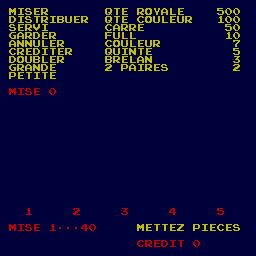 MISER QTE ROYALE 500
DISTRIBUER QTE COULEUR 100
SERVI CARRE 50
GARDER FULL 10
ANNULER COULEUR 7
CREDITER QUINTE 5
DOUBLER BRELAN 3
GRANDE 2 PAIRES 2
PETITE
MISE 0
1 2 3 4 5
MISE 1...40 METTEZ PIECES
CREDIT 0